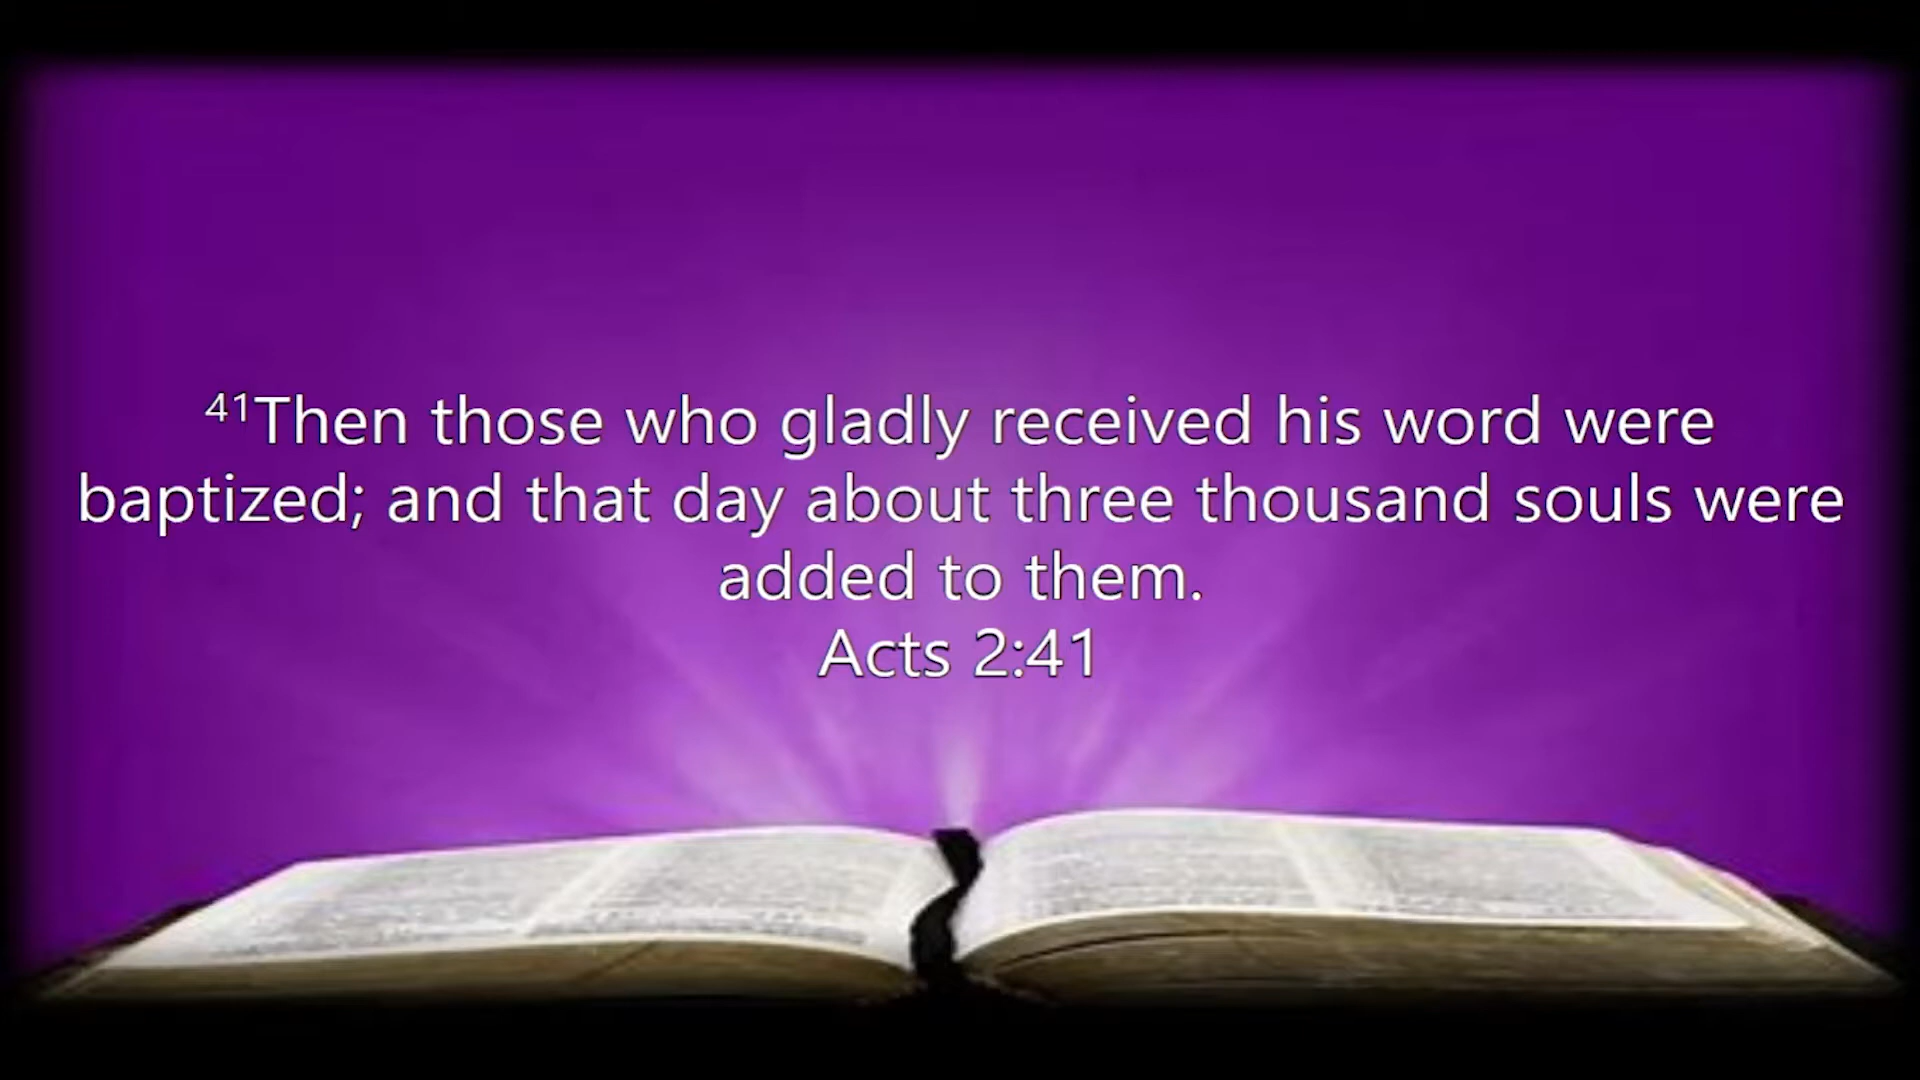 ⁴¹Then those who gladly received his word were
baptized; and that day about three thousand souls were
added to them.
Acts 2:41